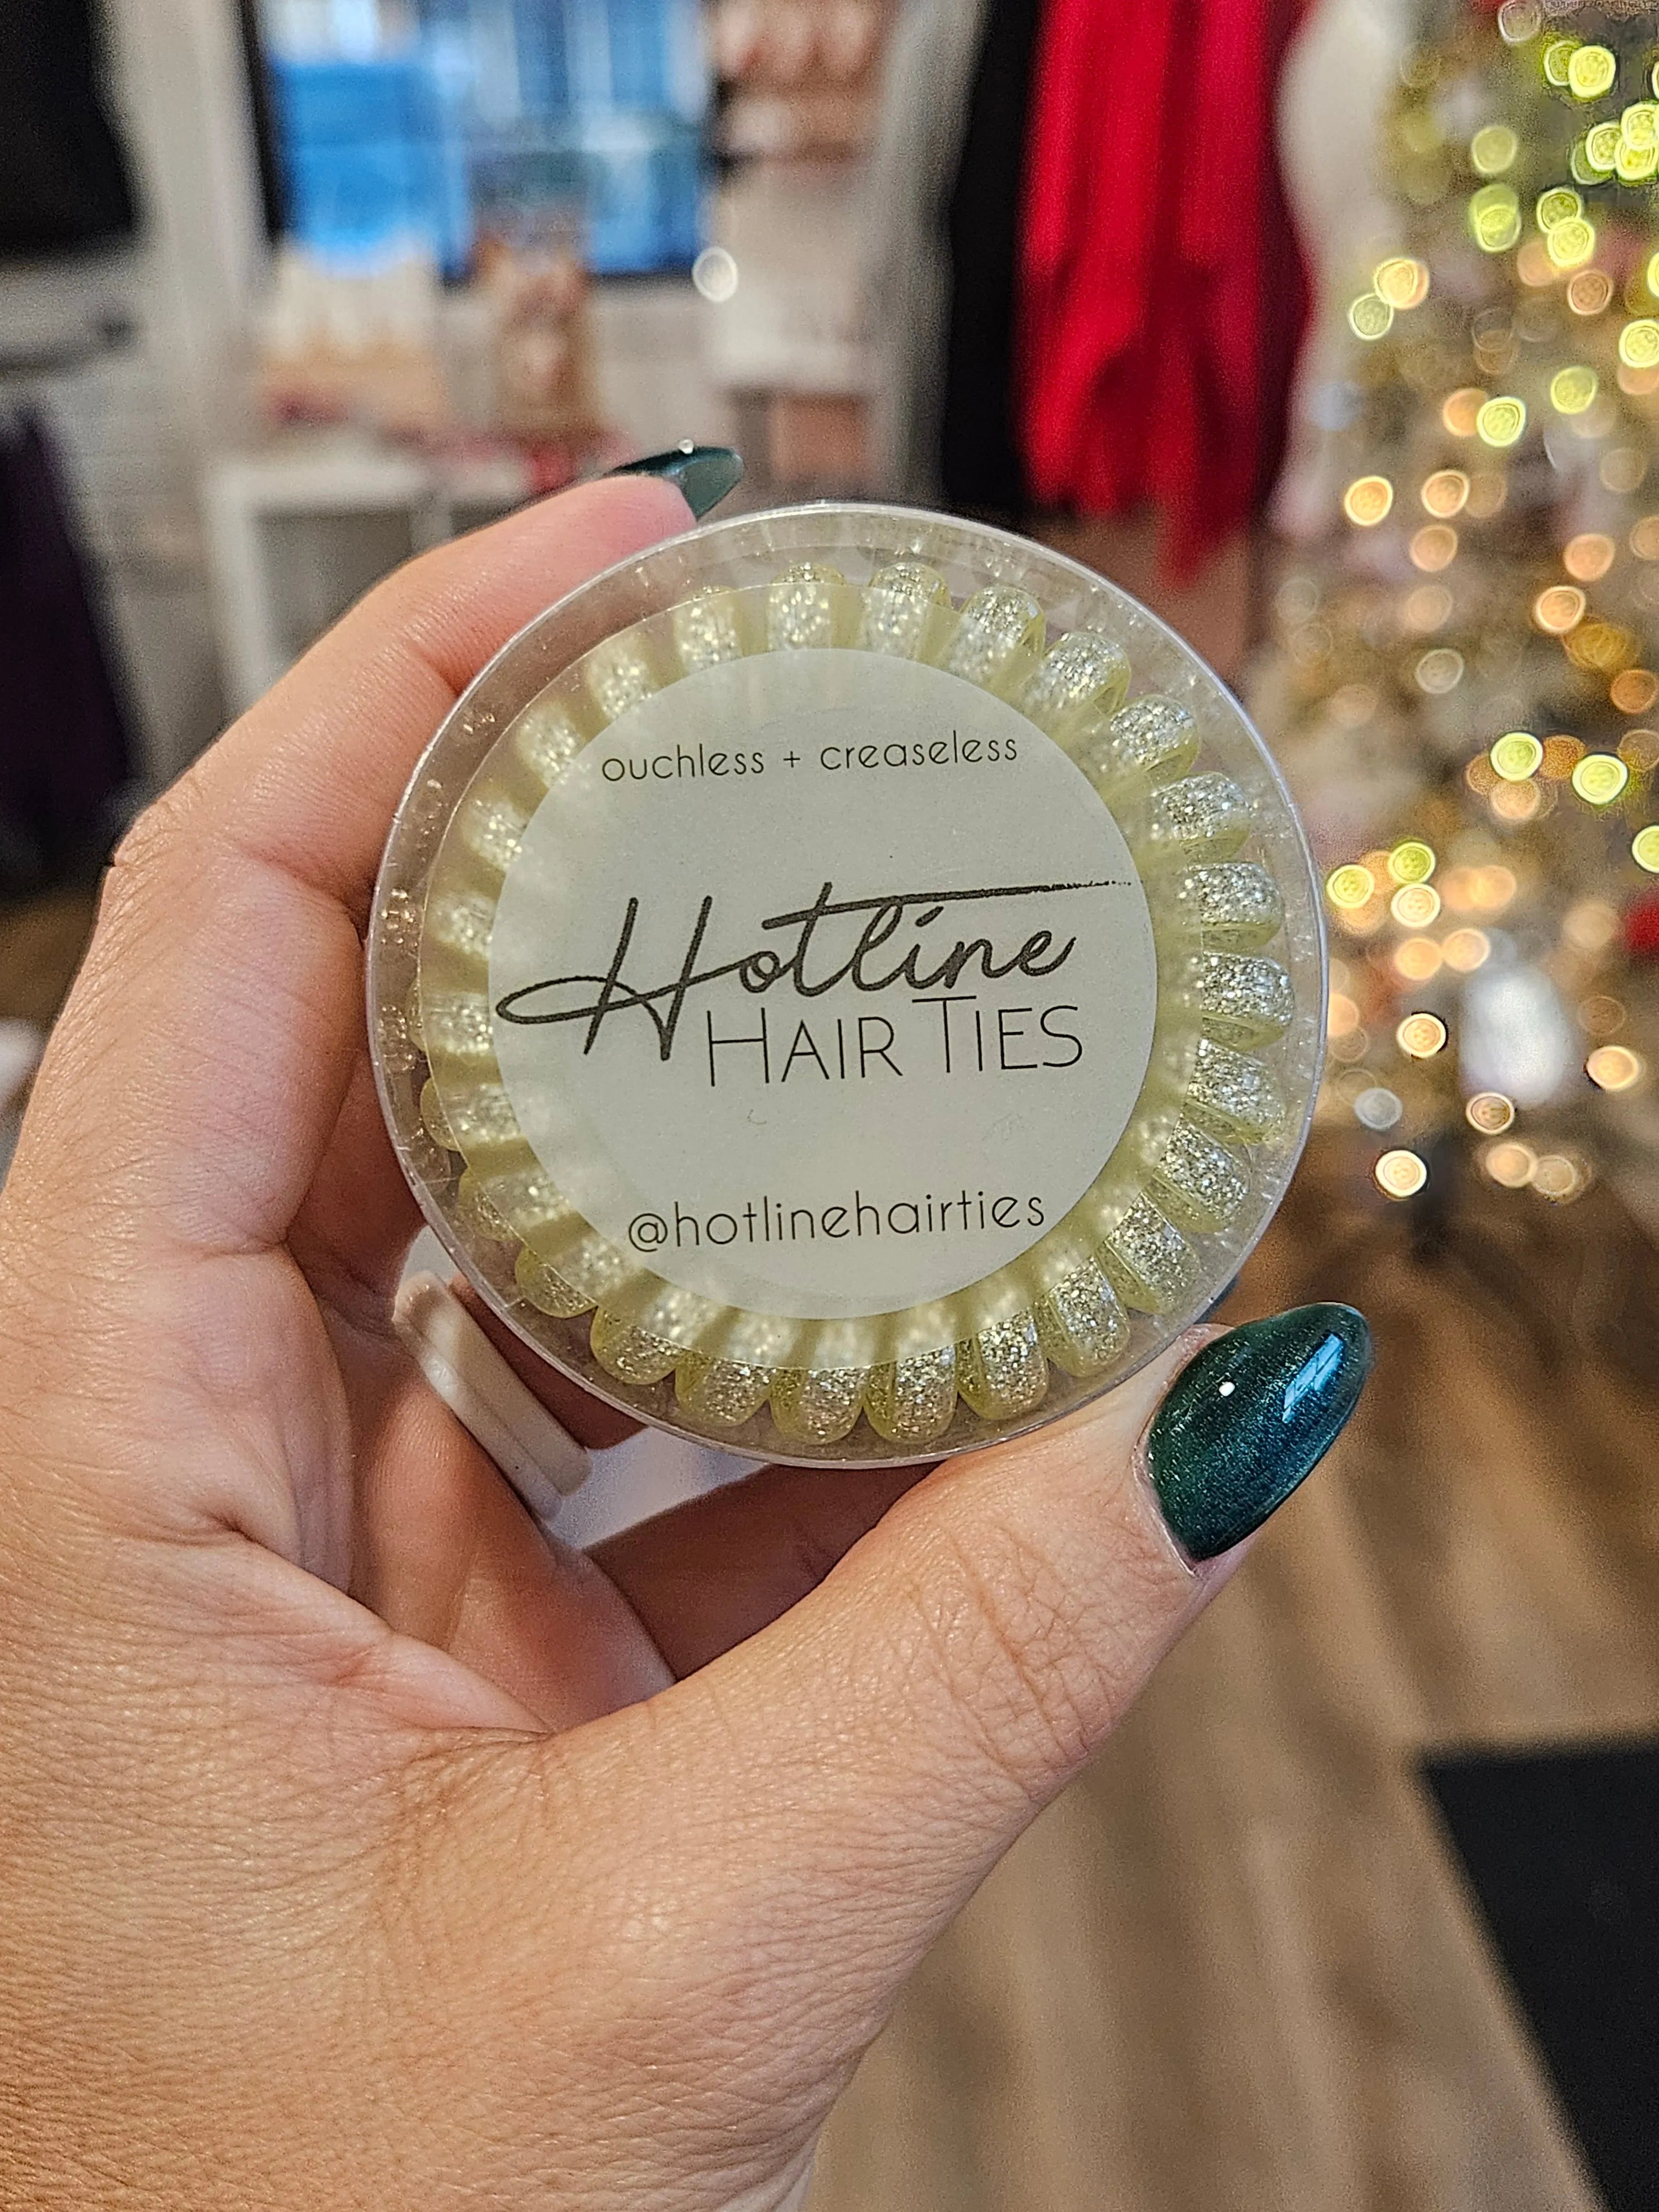 ouchless + creaseless
Hotline
HAIR TIES
@hotlinehairties